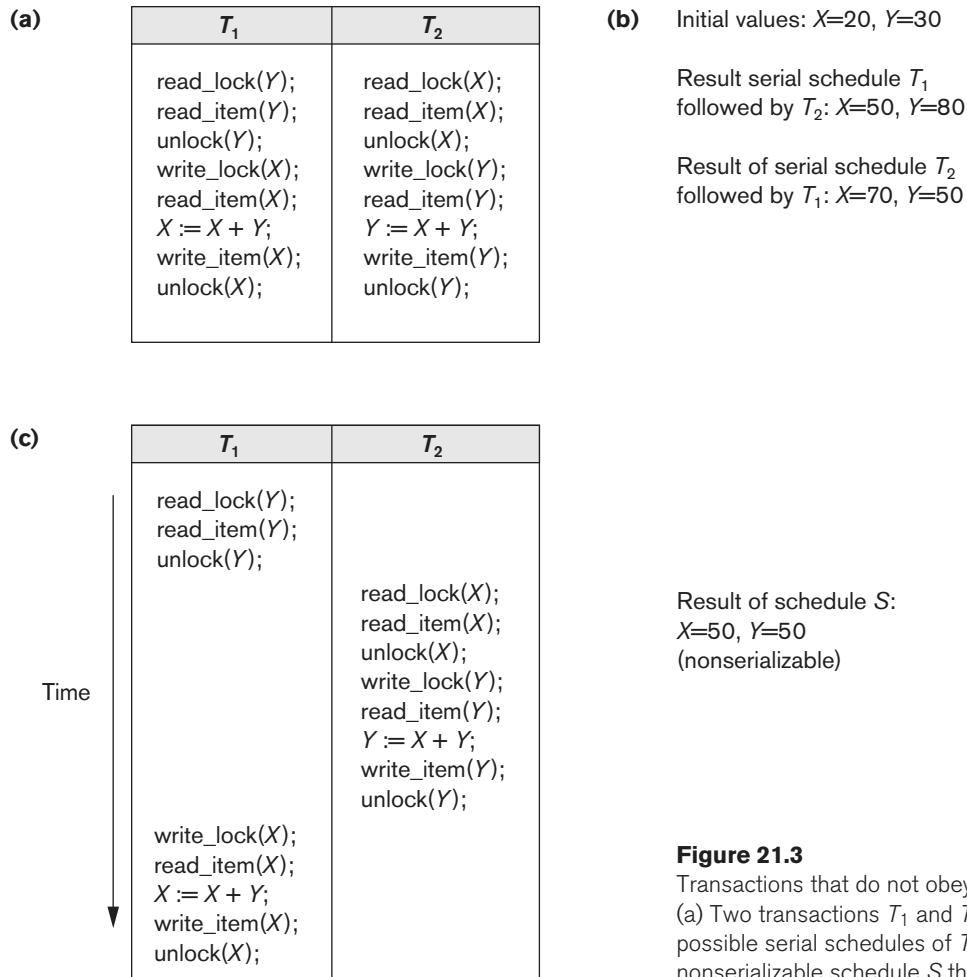 (a)
T1 T2
read_lock(Y); read_lock(X);
read_item(Y); read_item(X);
unlock(Y); unlock(X);
write_lock(X); write_lock(Y);
read_item(X); read_item(Y);
X := X + Y; Y := X + Y;
write_item(X); write_item(Y);
unlock(X); unlock(Y);
(b) Initial values: X=20, Y=30
Result serial schedule T1
followed by T2: X=50, Y=80
Result of serial schedule T2
followed by T1: X=70, Y=50
(c)
T1 T2
Time
read_lock(Y);
read_item(Y);
unlock(Y);
read_lock(X);
read_item(X);
unlock(X);
write_lock(Y);
read_item(Y);
Y := X + Y;
write_item(Y);
unlock(Y);
write_lock(X);
read_item(X);
X := X + Y;
write_item(X);
unlock(X);
Result of schedule S:
X=50, Y=50
(nonserializable)
Figure 21.3
Transactions that do not obey
(a) Two transactions T1 and
possible serial schedules of
nonserializable schedule S